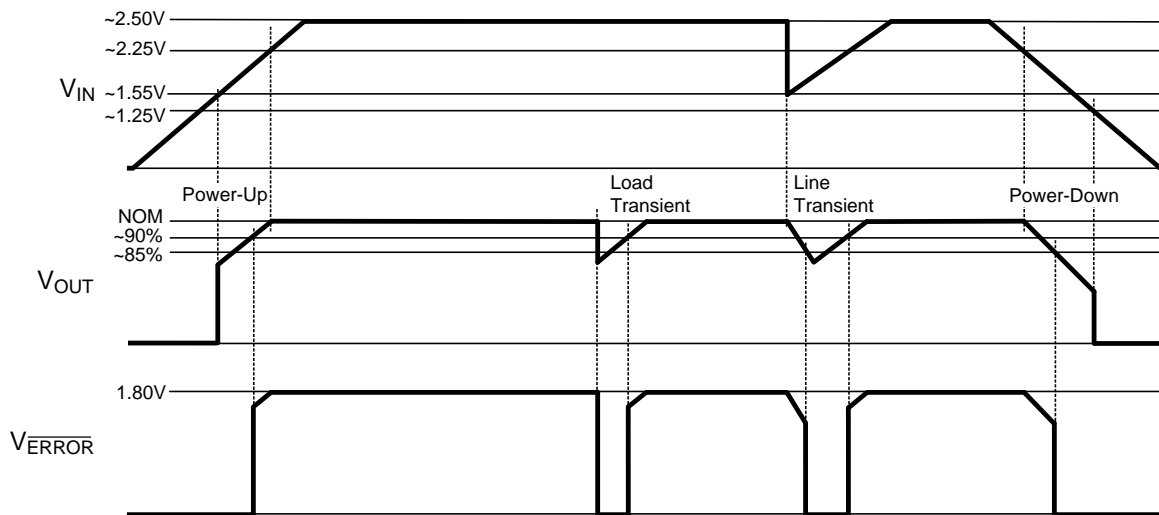 ~2.50V
~2.25V
VIN
~1.55V
~1.25V
Power-Up
Load
Transient
Line
Transient
Power-Down
NOM
~90%
~85%
VOUT
1.80V
VERROR